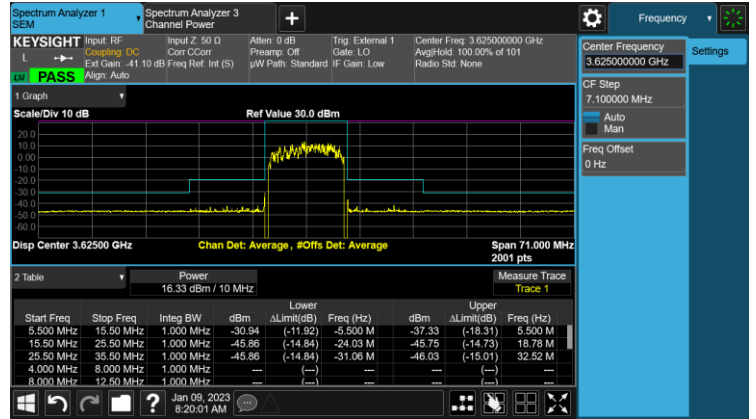 Spectrum Analyzer 1
SEM
Spectrum Analyzer 3
Channel Power
Frequency
KEYSIGHT
L
LXI
PASS
Input: RF
Coupling: DC
Ext Gain: -41.10 dB
Align: Auto
Input Z: 50 Ω
Corr CCorr
Freq Ref: Int (S)
Atten: 0 dB
Preamp: Off
µW Path: Standard
Trig: External 1
Gate: LO
IF Gain: Low
Center Freq: 3.625000000 GHz
Avg|Hold: 100.00% of 101
Radio Std: None
Center Frequency
3.625000000 GHz
Settings
CF Step
7.100000 MHz
Auto
Man
Freq Offset
0 Hz
1 Graph
Scale/Div 10 dB
Ref Value 30.0 dBm
20.0
10.0
0.00
-10.0
-20.0
-30.0
-40.0
-50.0
-60.0
Disp Center 3.62500 GHz
Chan Det: Average, #Offs Det: Average
Span 71.000 MHz
2001 pts
2 Table
Power
16.33 dBm / 10 MHz
Measure Trace
Trace 1
Lower Upper
Start Freq Stop Freq Integ BW dBm ΔLimit(dB) Freq (Hz) dBm ΔLimit(dB) Freq (Hz)
5.500 MHz 15.50 MHz 1.000 MHz -30.94 (-11.92) -5.500 M -37.33 (-18.31) 5.500 M
15.50 MHz 25.50 MHz 1.000 MHz -45.86 (-14.84) -24.03 M -45.75 (-14.73) 18.78 M
25.50 MHz 35.50 MHz 1.000 MHz -45.86 (-14.84) -31.06 M -46.03 (-15.01) 32.52 M
4.000 MHz 8.000 MHz 1.000 MHz --- (---) --- --- (---) ---
8.000 MHz 12.50 MHz 1.000 MHz --- (---) --- --- (---) ---
Jan 09, 2023
8:20:01 AM